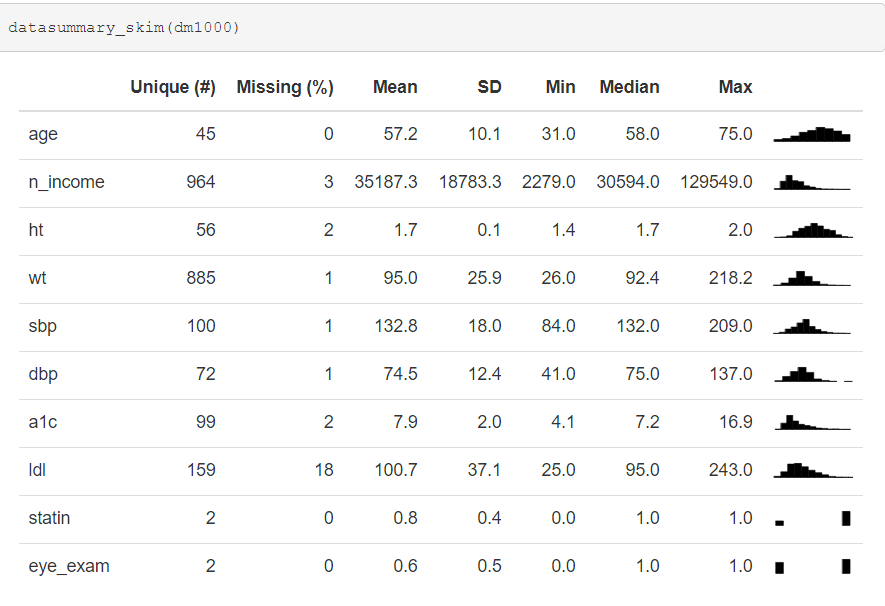 datasummary_skim(dm1000)
Unique (#) Missing (%) Mean SD Min Median Max
age 45 0 57.2 10.1 31.0 58.0 75.0
n_income 964 3 35187.3 18783.3 2279.0 30594.0 129549.0
ht 56 2 1.7 0.1 1.4 1.7 2.0
wt 885 1 95.0 25.9 26.0 92.4 218.2
sbp 100 1 132.8 18.0 84.0 132.0 209.0
dbp 72 1 74.5 12.4 41.0 75.0 137.0
a1c 99 2 7.9 2.0 4.1 7.2 16.9
ldl 159 18 100.7 37.1 25.0 95.0 243.0
statin 2 0 0.8 0.4 0.0 1.0 1.0
eye_exam 2 0 0.6 0.5 0.0 1.0 1.0